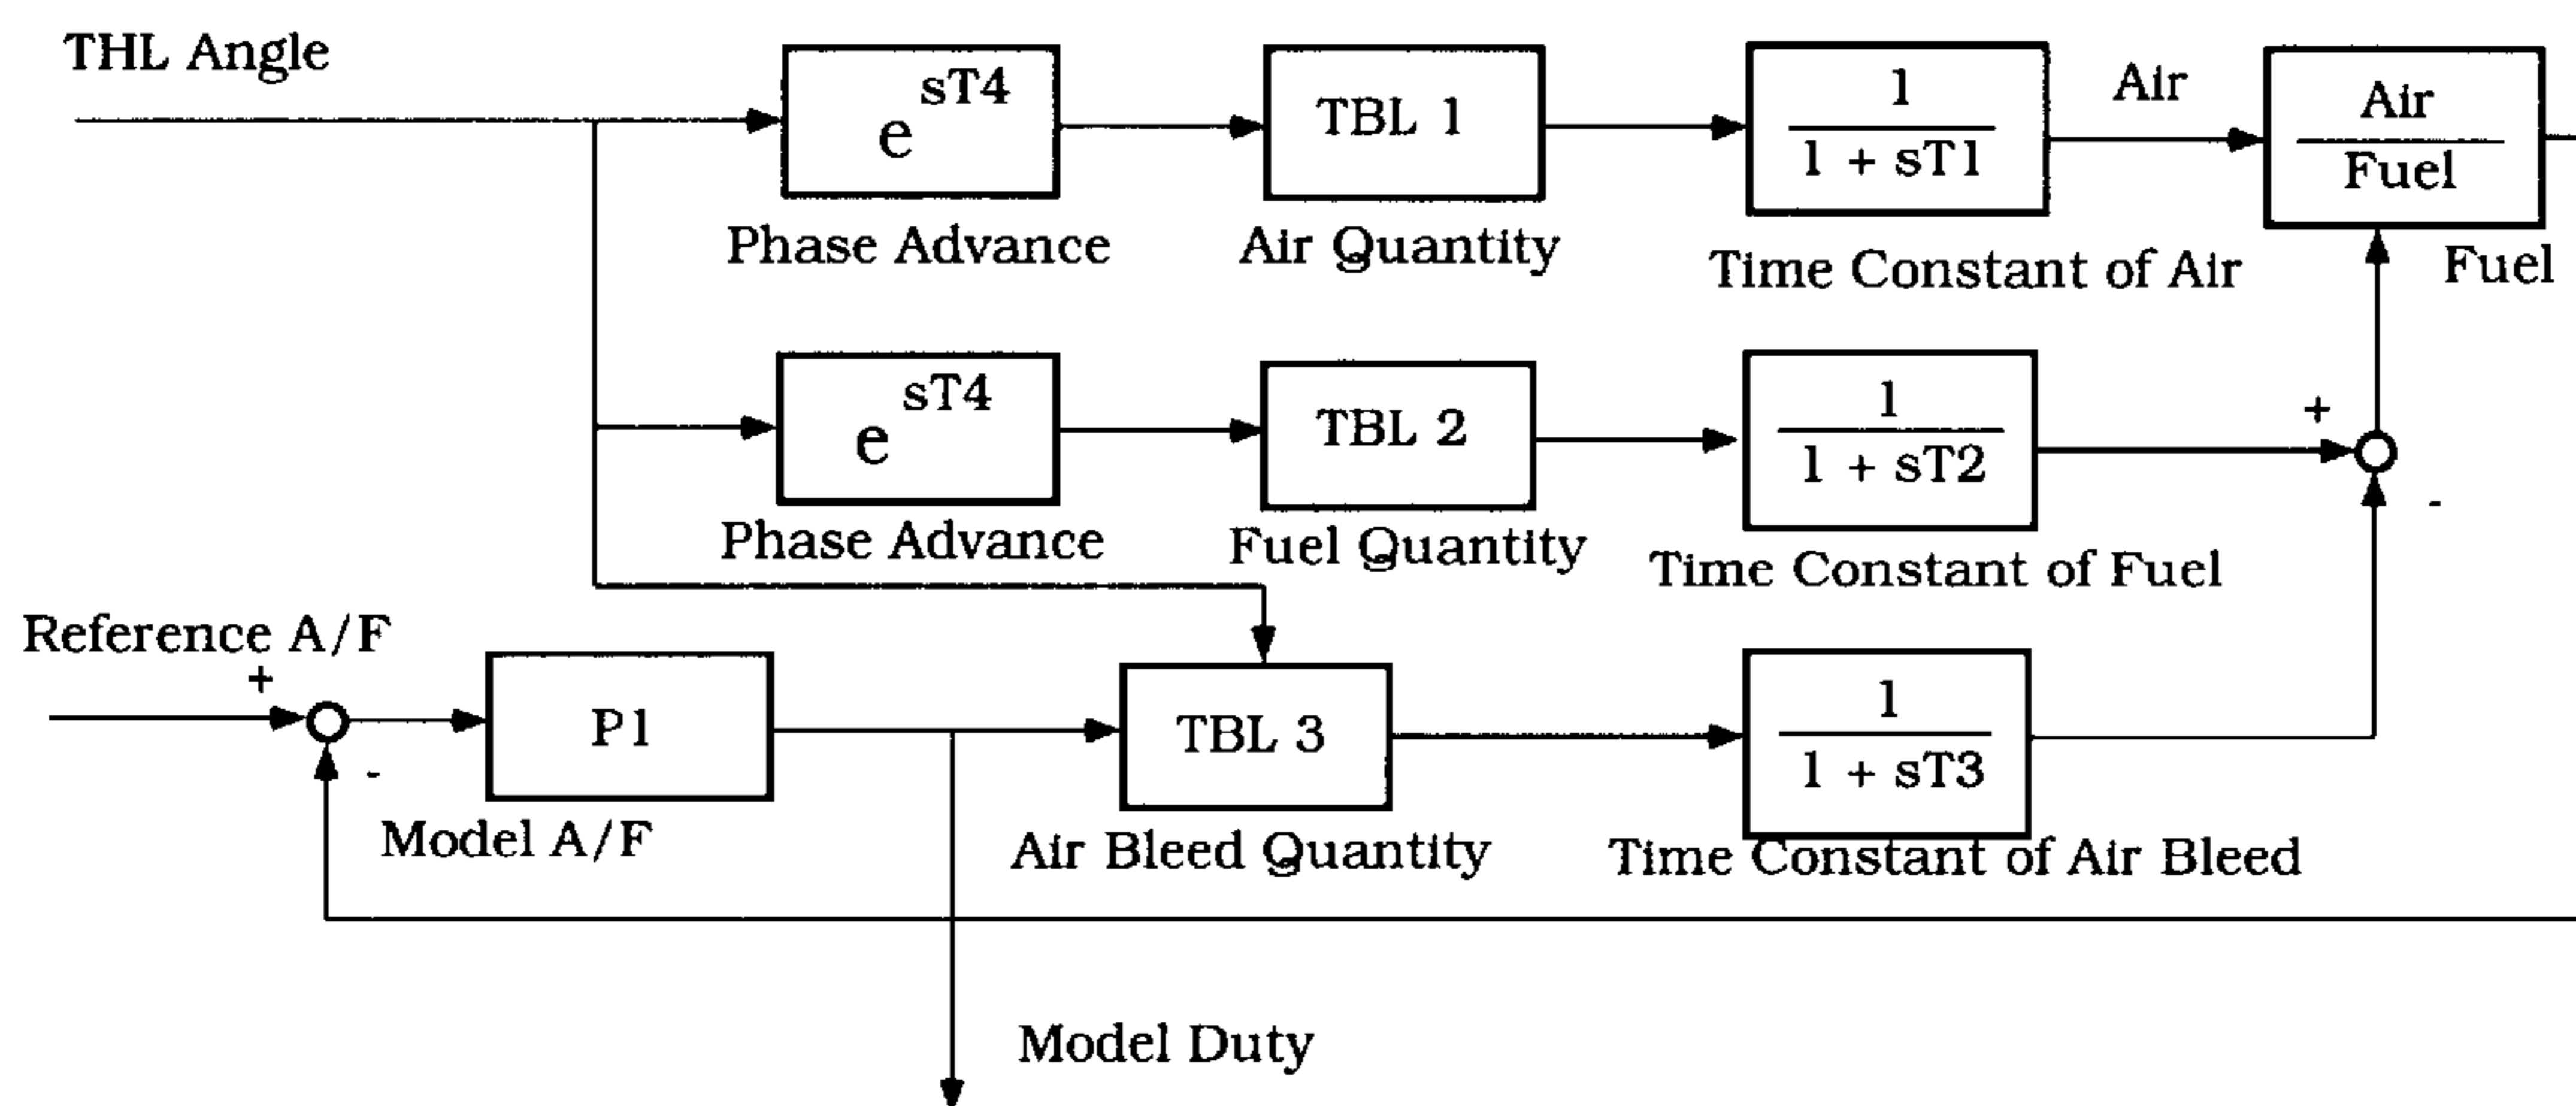 THL Angle
e^sT4
Phase Advance
TBL 1
Air Quantity
1
1 + sT1
Time Constant of Air
Air
Air
Fuel
Fuel
e^sT4
Phase Advance
TBL 2
Fuel Quantity
1
1 + sT2
Time Constant of Fuel
+
-
Reference A/F
+
-
P1
Model A/F
TBL 3
Air Bleed Quantity
1
1 + sT3
Time Constant of Air Bleed
Model Duty